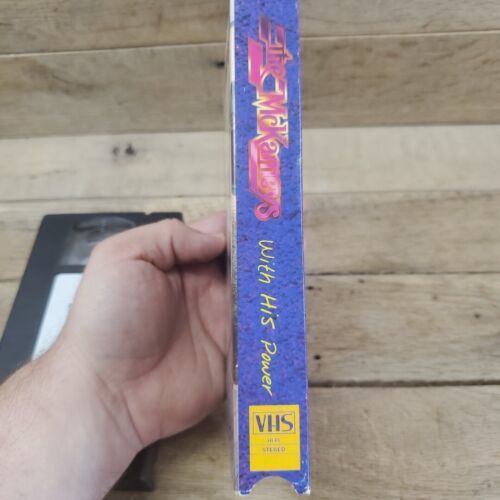 The McKameys
With His Power
VHS
HI-FI
STEREO